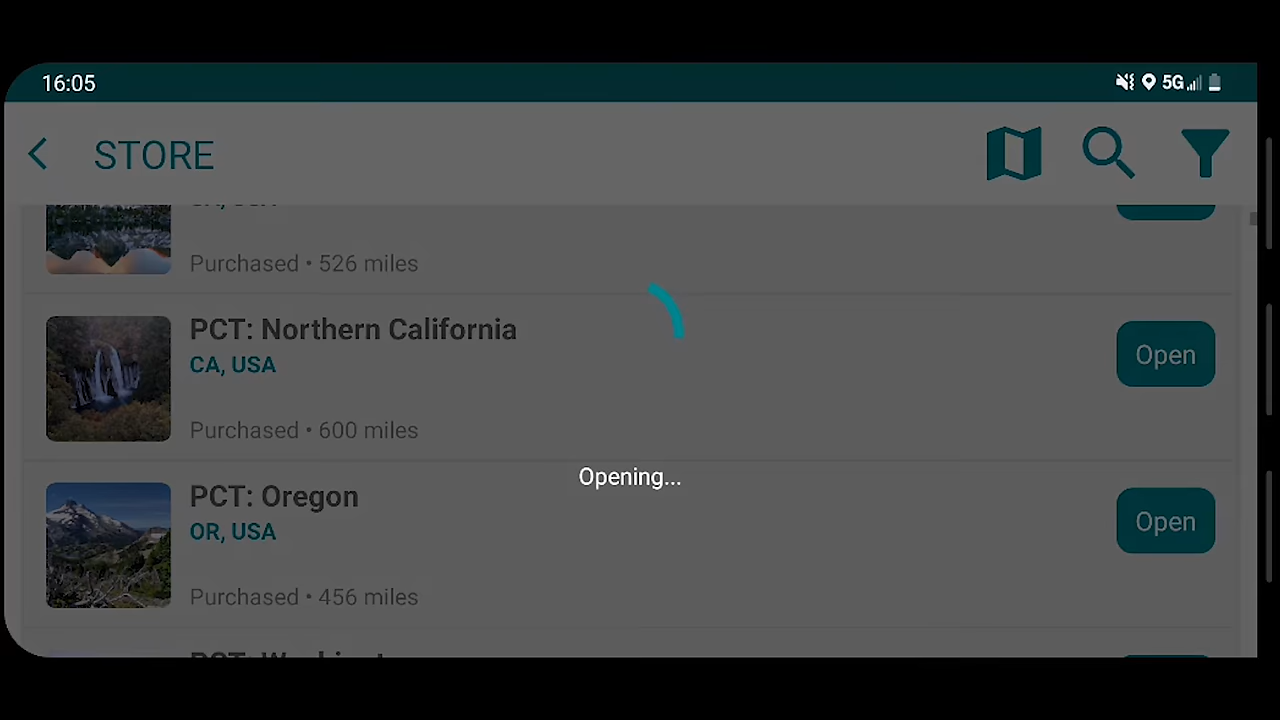 16:05
5G
STORE
Purchased • 526 miles
PCT: Northern California
CA, USA
Open
Purchased • 600 miles
Opening...
PCT: Oregon
OR, USA
Open
Purchased • 456 miles